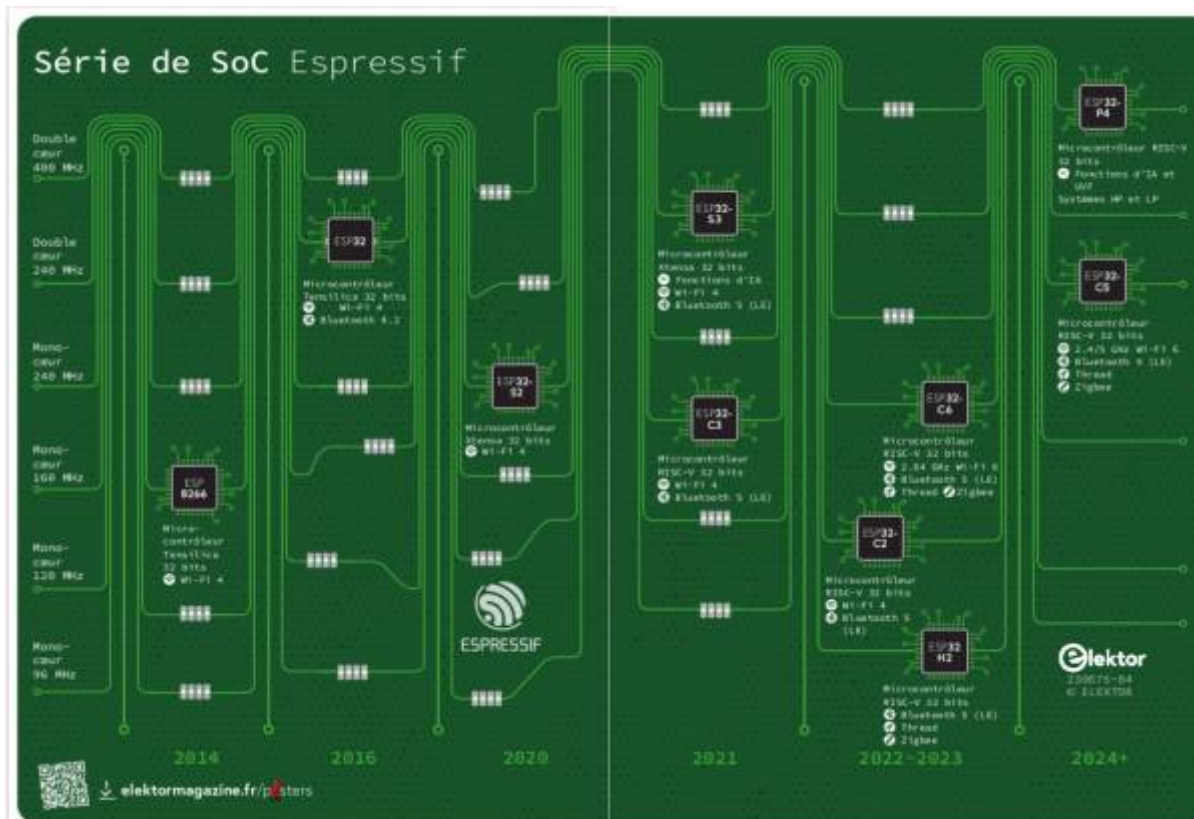 Série de SoC Espressif
Double
cœur
400 MHz
Double
cœur
240 MHz
Mono-
cœur
240 MHz
Mono-
cœur
160 MHz
Mono-
cœur
120 MHz
Mono-
cœur
96 MHz
ESP
8266
Micro-
contrôleur
Tensilica
32 bits
Wi-Fi 4
ESP32
Microcontrôleur
Tensilica 32 bits
Wi-Fi 4
Bluetooth 4.2
ESP32-
S2
Microcontrôleur
Xtensa 32 bits
Wi-Fi 4
ESPRESSIF
ESP32-
S3
Microcontrôleur
Xtensa 32 bits
Fonctions d'IA
Wi-Fi 4
Bluetooth 5 (LE)
ESP32-
C3
Microcontrôleur
RISC-V 32 bits
Wi-Fi 4
Bluetooth 5 (LE)
ESP32-
C6
Microcontrôleur
RISC-V 32 bits
GHz Wi-Fi 6
Bluetooth 5 (LE)
Thread Zigbee
ESP32-
C2
Microcontrôleur
RISC-V 32 bits
Wi-Fi 4
Bluetooth 5
(LE)
ESP32
H2
Microcontrôleur
RISC-V 32 bits
Bluetooth 5 (LE)
Thread
Zigbee
ESP32-
P4
Microcontrôleur RISC-V
32 bits
Fonctions d'IA et
Systèmes HP et LP
ESP32-
C5
Microcontrôleur
RISC-V 32 bits
2.4/5 GHz Wi-Fi 6
Bluetooth 5 (LE)
Thread
Zigbee
elektor
© ELEKTOR
2014
2016
2020
2021
2022-2023
2024+
elektormagazine.fr/posters